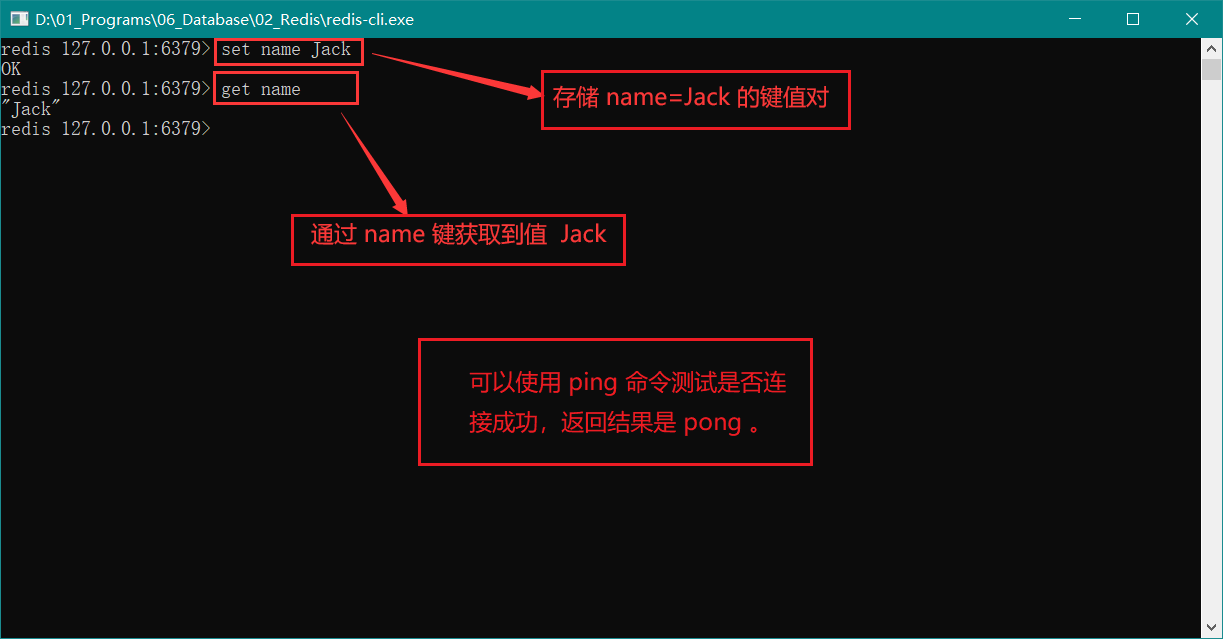 D:\01_Programs\06_Database\02_Redis\redis-cli.exe
redis 127.0.0.1:6379> set name Jack
OK
redis 127.0.0.1:6379> get name
"Jack"
redis 127.0.0.1:6379>
存储 name=Jack 的键值对
通过 name 键获取到值 Jack
可以使用 ping 命令测试是否连
接成功，返回结果是 pong 。